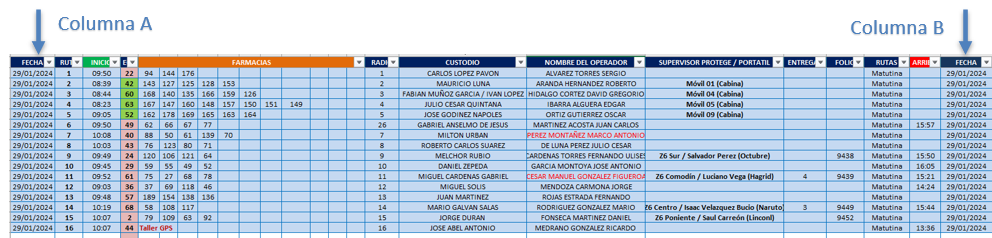 Columna A
Columna B
FECHA RUT INICIO E FARMACIAS RADI CUSTODIO NOMBRE DEL OPERADOR SUPERVISOR PROTEGE / PORTATIL ENTREGA FOLIO RUTAS ARRIB FECHA
29/01/2024 1 09:50 22 94 144 176 1 CARLOS LOPEZ PAVON ALVAREZ TORRES SERGIO Matutina 29/01/2024
29/01/2024 2 08:39 42 143 127 125 128 153 2 MAURICIO LUNA ARANDA HERNANDEZ ROBERTO Móvil 01 (Cabina) Matutina 29/01/2024
29/01/2024 3 08:44 60 168 140 135 166 159 126 3 FABIAN MUÑOZ GARCIA / IVAN LOPEZ HIDALGO CORTEZ DAVID GREGORIO Móvil 04 (Cabina) Matutina 29/01/2024
29/01/2024 4 08:23 63 167 147 160 148 157 150 151 149 4 JULIO CESAR QUINTANA IBARRA ALGUERA EDGAR Móvil 05 (Cabina) Matutina 29/01/2024
29/01/2024 5 09:05 52 162 178 169 165 163 164 5 JOSE GODINEZ NAPOLES ORTIZ GUTIERREZ OSCAR Móvil 09 (Cabina) Matutina 29/01/2024
29/01/2024 6 09:50 49 62 66 67 77 26 GABRIEL ANSELMO DE JESUS MARTINEZ ACOSTA JUAN CARLOS Matutina 15:57 29/01/2024
29/01/2024 7 10:08 40 88 50 61 139 70 7 MILTON URBAN PEREZ MONTAÑEZ MARCO ANTONIO Matutina 29/01/2024
29/01/2024 8 10:03 43 76 123 80 71 8 ROBERTO CARLOS SUAREZ DE LUNA PEREZ JULIO CESAR Matutina 29/01/2024
29/01/2024 9 09:49 24 120 106 121 64 9 MELCHOR RUBIO CARDENAS TORRES FERNANDO ULISES Z6 Sur / Salvador Perez (Octubre) 9438 Matutina 15:50 29/01/2024
29/01/2024 10 09:45 29 59 55 49 52 10 DANIEL ZEPEDA GARCIA MONTOYA JOSE ANTONIO Matutina 16:05 29/01/2024
29/01/2024 11 09:52 61 75 27 68 78 11 MIGUEL CARDENAS GABRIEL CESAR MANUEL GONZALEZ FIGUEROA Z6 Comodín / Luciano Vega (Hagrid) 4 9439 Matutina 15:21 29/01/2024
29/01/2024 12 09:03 36 37 69 118 46 12 MIGUEL SOLIS MENDOZA CARMONA JORGE Matutina 14:24 29/01/2024
29/01/2024 13 09:48 57 189 154 138 136 13 JUAN MARTINEZ ROJAS ESTRADA FERNANDO Matutina 29/01/2024
29/01/2024 14 10:19 68 58 108 117 14 MARIO GALVAN SALAS RODRIGUEZ GONZALEZ MARIO Z6 Centro / Isaac Velazquez Bucio (Naruto) 3 9449 Matutina 15:44 29/01/2024
29/01/2024 15 10:07 2 79 109 63 92 15 JORGE DURAN FONSECA MARTINEZ DANIEL Z6 Poniente / Saul Carreón (Linconl) 9452 Matutina 29/01/2024
29/01/2024 16 10:07 44 Taller GPS 16 JOSE ABEL ANTONIO MEDRANO GONZALEZ RICARDO Matutina 13:36 29/01/2024